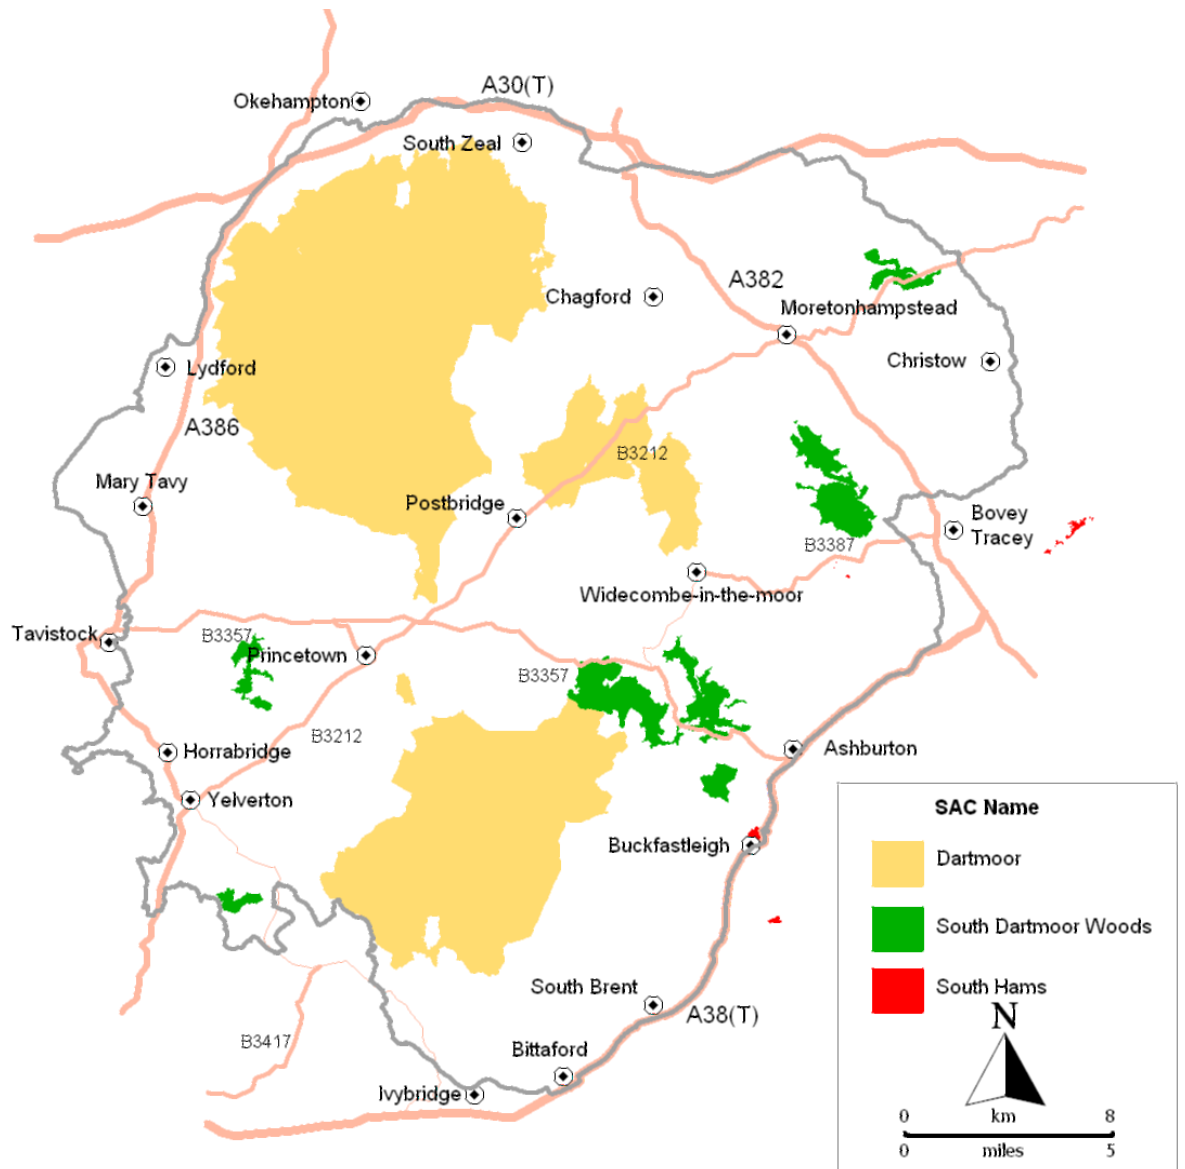 A30(T)
Okehampton
South Zeal
A382
Chagford
Moretonhampstead
Christow
Lydford
A386
B3212
Mary Tavy
Postbridge
Bovey
Tracey
B3387
Widecombe-in-the-moor
Tavistock
B3357
Princetown
B3357
B3212
Horrabridge
Ashburton
Yelverton
Buckfastleigh
South Brent
A38(T)
B3417
Bittaford
Ivybridge
SAC Name
Dartmoor
South Dartmoor Woods
South Hams
N
0 km 8
0 miles 5